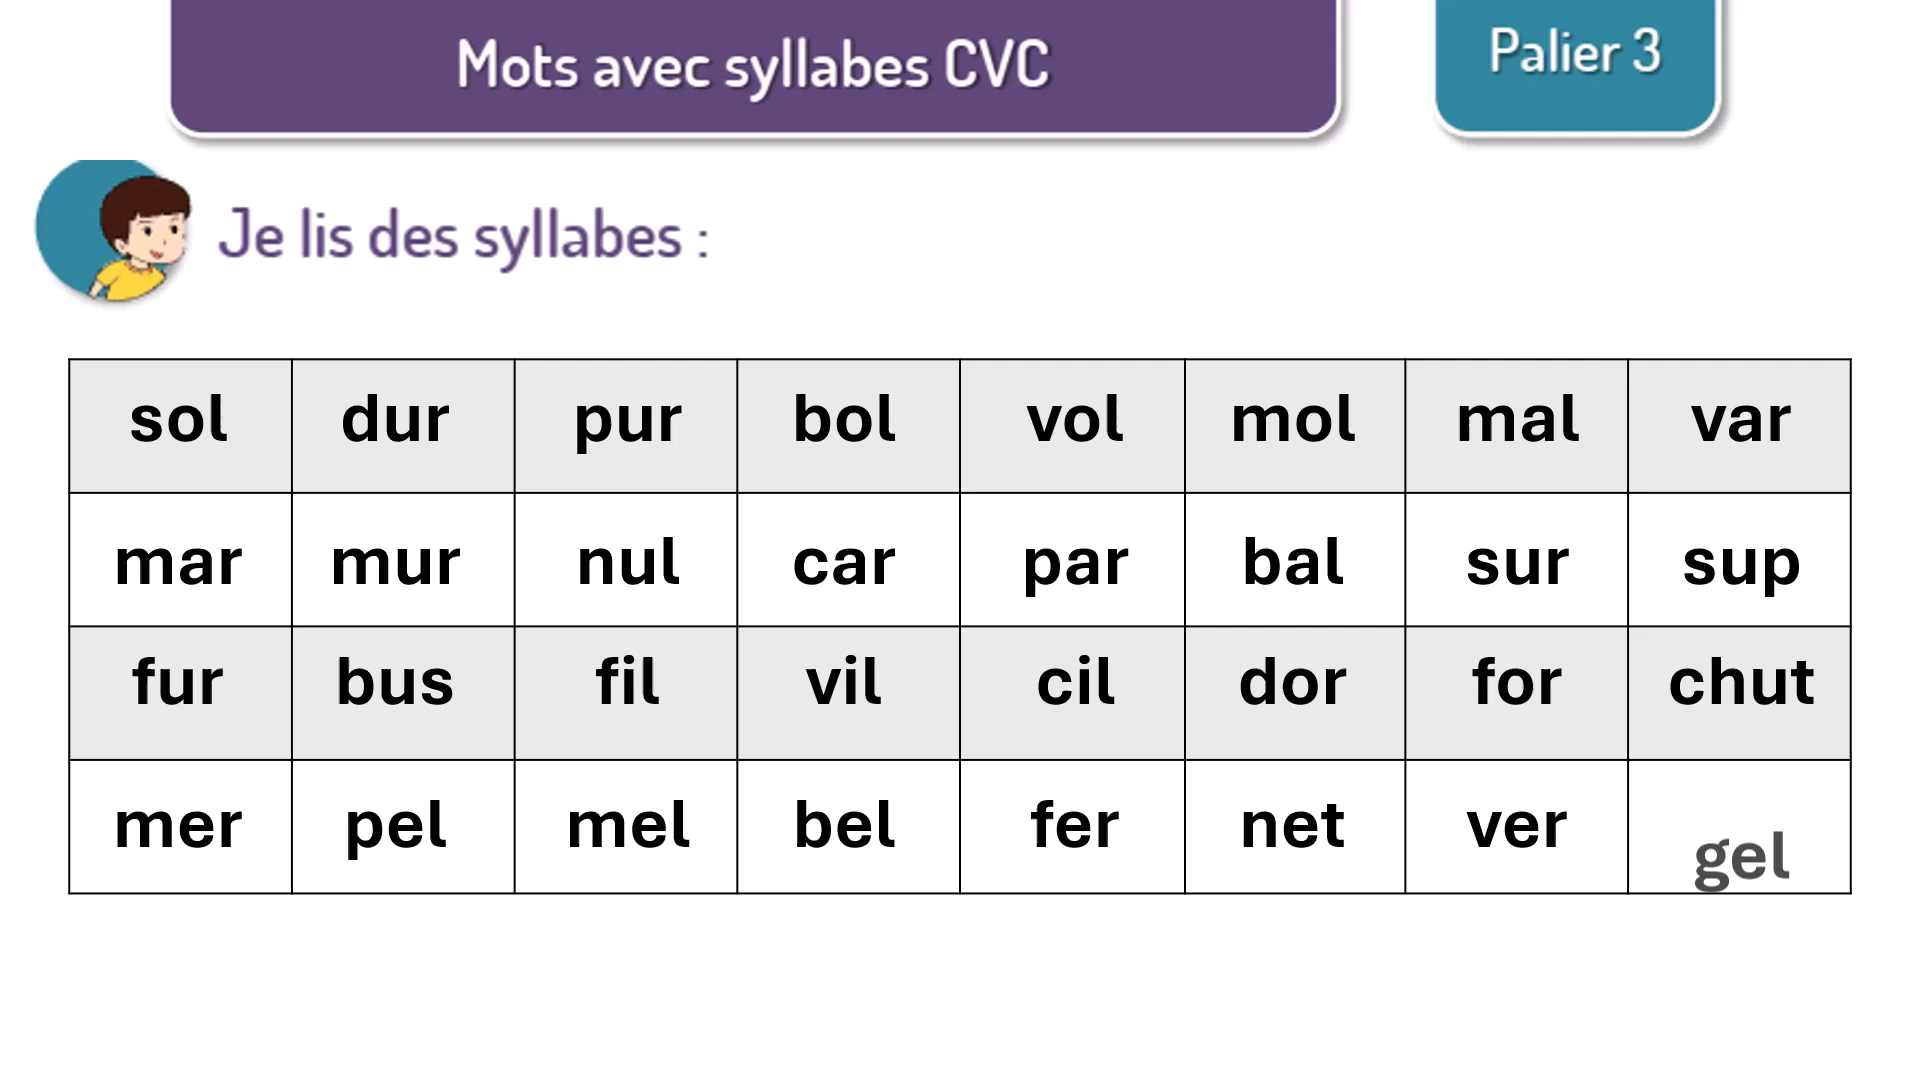 Mots avec syllabes CVC
Palier 3
Je lis des syllabes :
sol dur pur bol vol mol mal var
mar mur nul car par bal sur sup
fur bus fil vil cil dor for chut
mer pel mel bel fer net ver gel